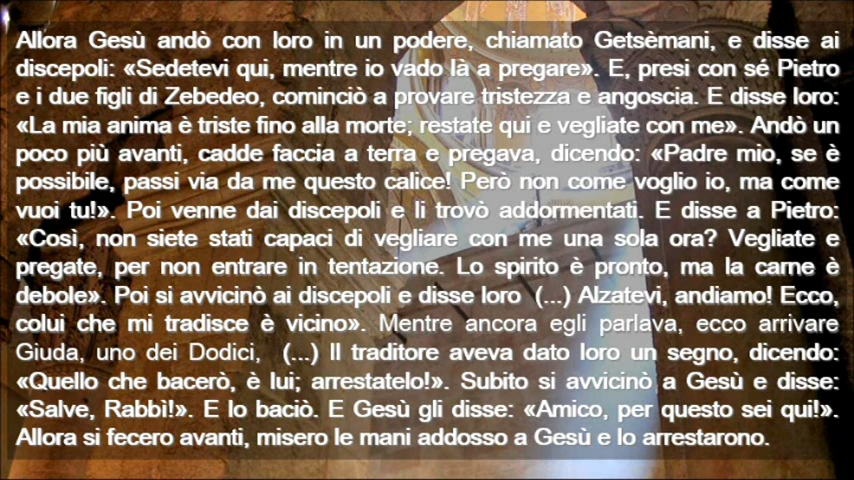 Allora Gesù andò con loro in un podere, chiamato Getsèmani, e disse ai
discepoli: «Sedetevi qui, mentre io vado là a pregare». E, presi con sé Pietro
e i due figli di Zebedeo, cominciò a provare tristezza e angoscia. E disse loro:
«La mia anima è triste fino alla morte; restate qui e vegliate con me». Andò un
poco più avanti, cadde faccia a terra e pregava, dicendo: «Padre mio, se è
possibile, passi via da me questo calice! Però non come voglio io, ma come
vuoi tu!». Poi venne dai discepoli e li trovò addormentati. E disse a Pietro:
«Così, non siete stati capaci di vegliare con me una sola ora? Vegliate e
pregate, per non entrare in tentazione. Lo spirito è pronto, ma la carne è
debole». Poi si avvicinò ai discepoli e disse loro (...) Alzatevi, andiamo! Ecco,
colui che mi tradisce è vicino». Mentre ancora egli parlava, ecco arrivare
Giuda, uno dei Dodici, (...) Il traditore aveva dato loro un segno, dicendo:
«Quello che bacerò, è lui; arrestatelo!». Subito si avvicinò a Gesù e disse:
«Salve, Rabbì!». E lo baciò. E Gesù gli disse: «Amico, per questo sei qui!».
Allora si fecero avanti, misero le mani addosso a Gesù e lo arrestarono.